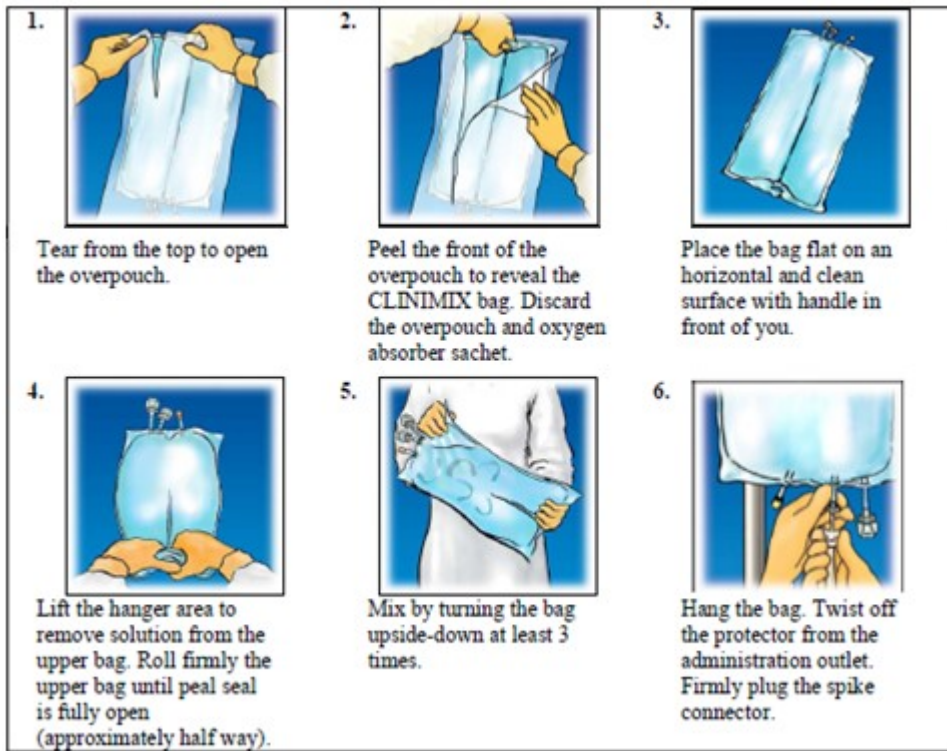 1.
Tear from the top to open
the overpouch.
2.
Peel the front of the
overpouch to reveal the
CLINIMIX bag. Discard
the overpouch and oxygen
absorber sachet.
3.
Place the bag flat on an
horizontal and clean
surface with handle in
front of you.
4.
Lift the hanger area to
remove solution from the
upper bag. Roll firmly the
upper bag until peal seal
is fully open
(approximately half way).
5.
Mix by turning the bag
upside-down at least 3
times.
6.
Hang the bag. Twist off
the protector from the
administration outlet.
Firmly plug the spike
connector.